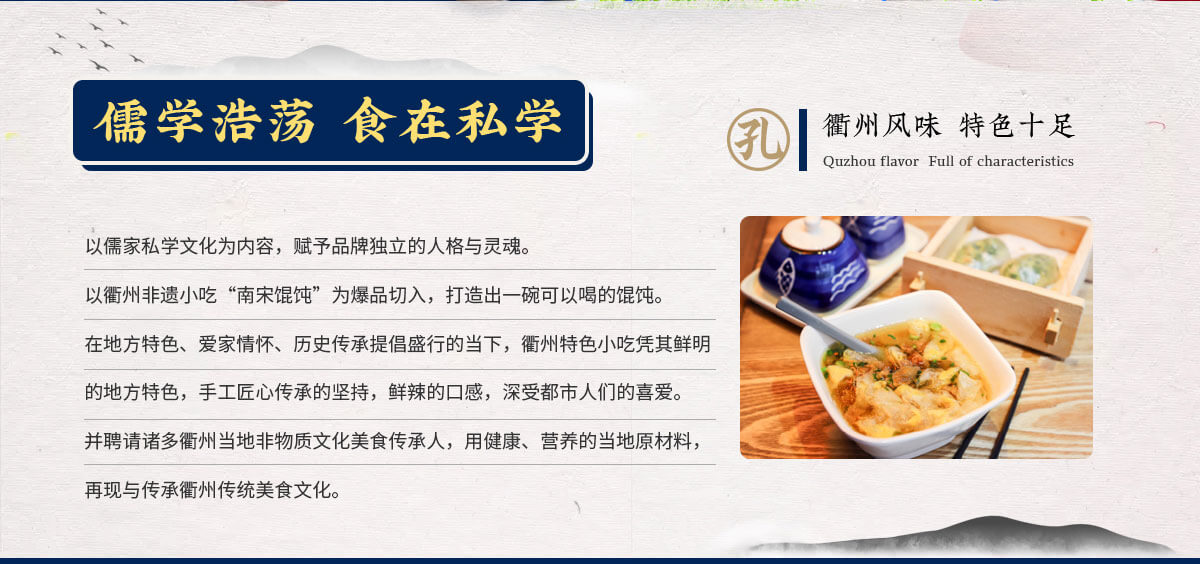 儒学浩荡 食在私学
孔
衢州风味 特色十足
Quzhou flavor Full of characteristics
以儒家私学文化为内容，赋予品牌独立的人格与灵魂。
以衢州非遗小吃“南宋馄饨”为爆品切入，打造出一碗可以喝的馄饨。
在地方特色、爱家情怀、历史传承提倡盛行的当下，衢州特色小吃凭其鲜明
的地方特色，手工匠心传承的坚持，鲜辣的口感，深受都市人们的喜爱。
并聘请诸多衢州当地非物质文化美食传承人，用健康、营养的当地原材料，
再现与传承衢州传统美食文化。